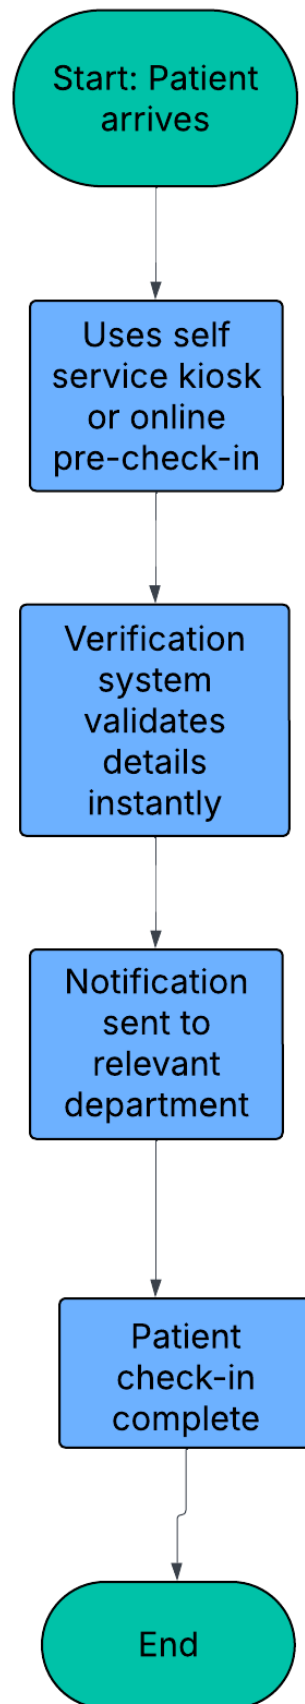 Start: Patient
arrives
Uses self
service kiosk
or online
pre-check-in
Verification
system
validates
details
instantly
Notification
sent to
relevant
department
Patient
check-in
complete
End